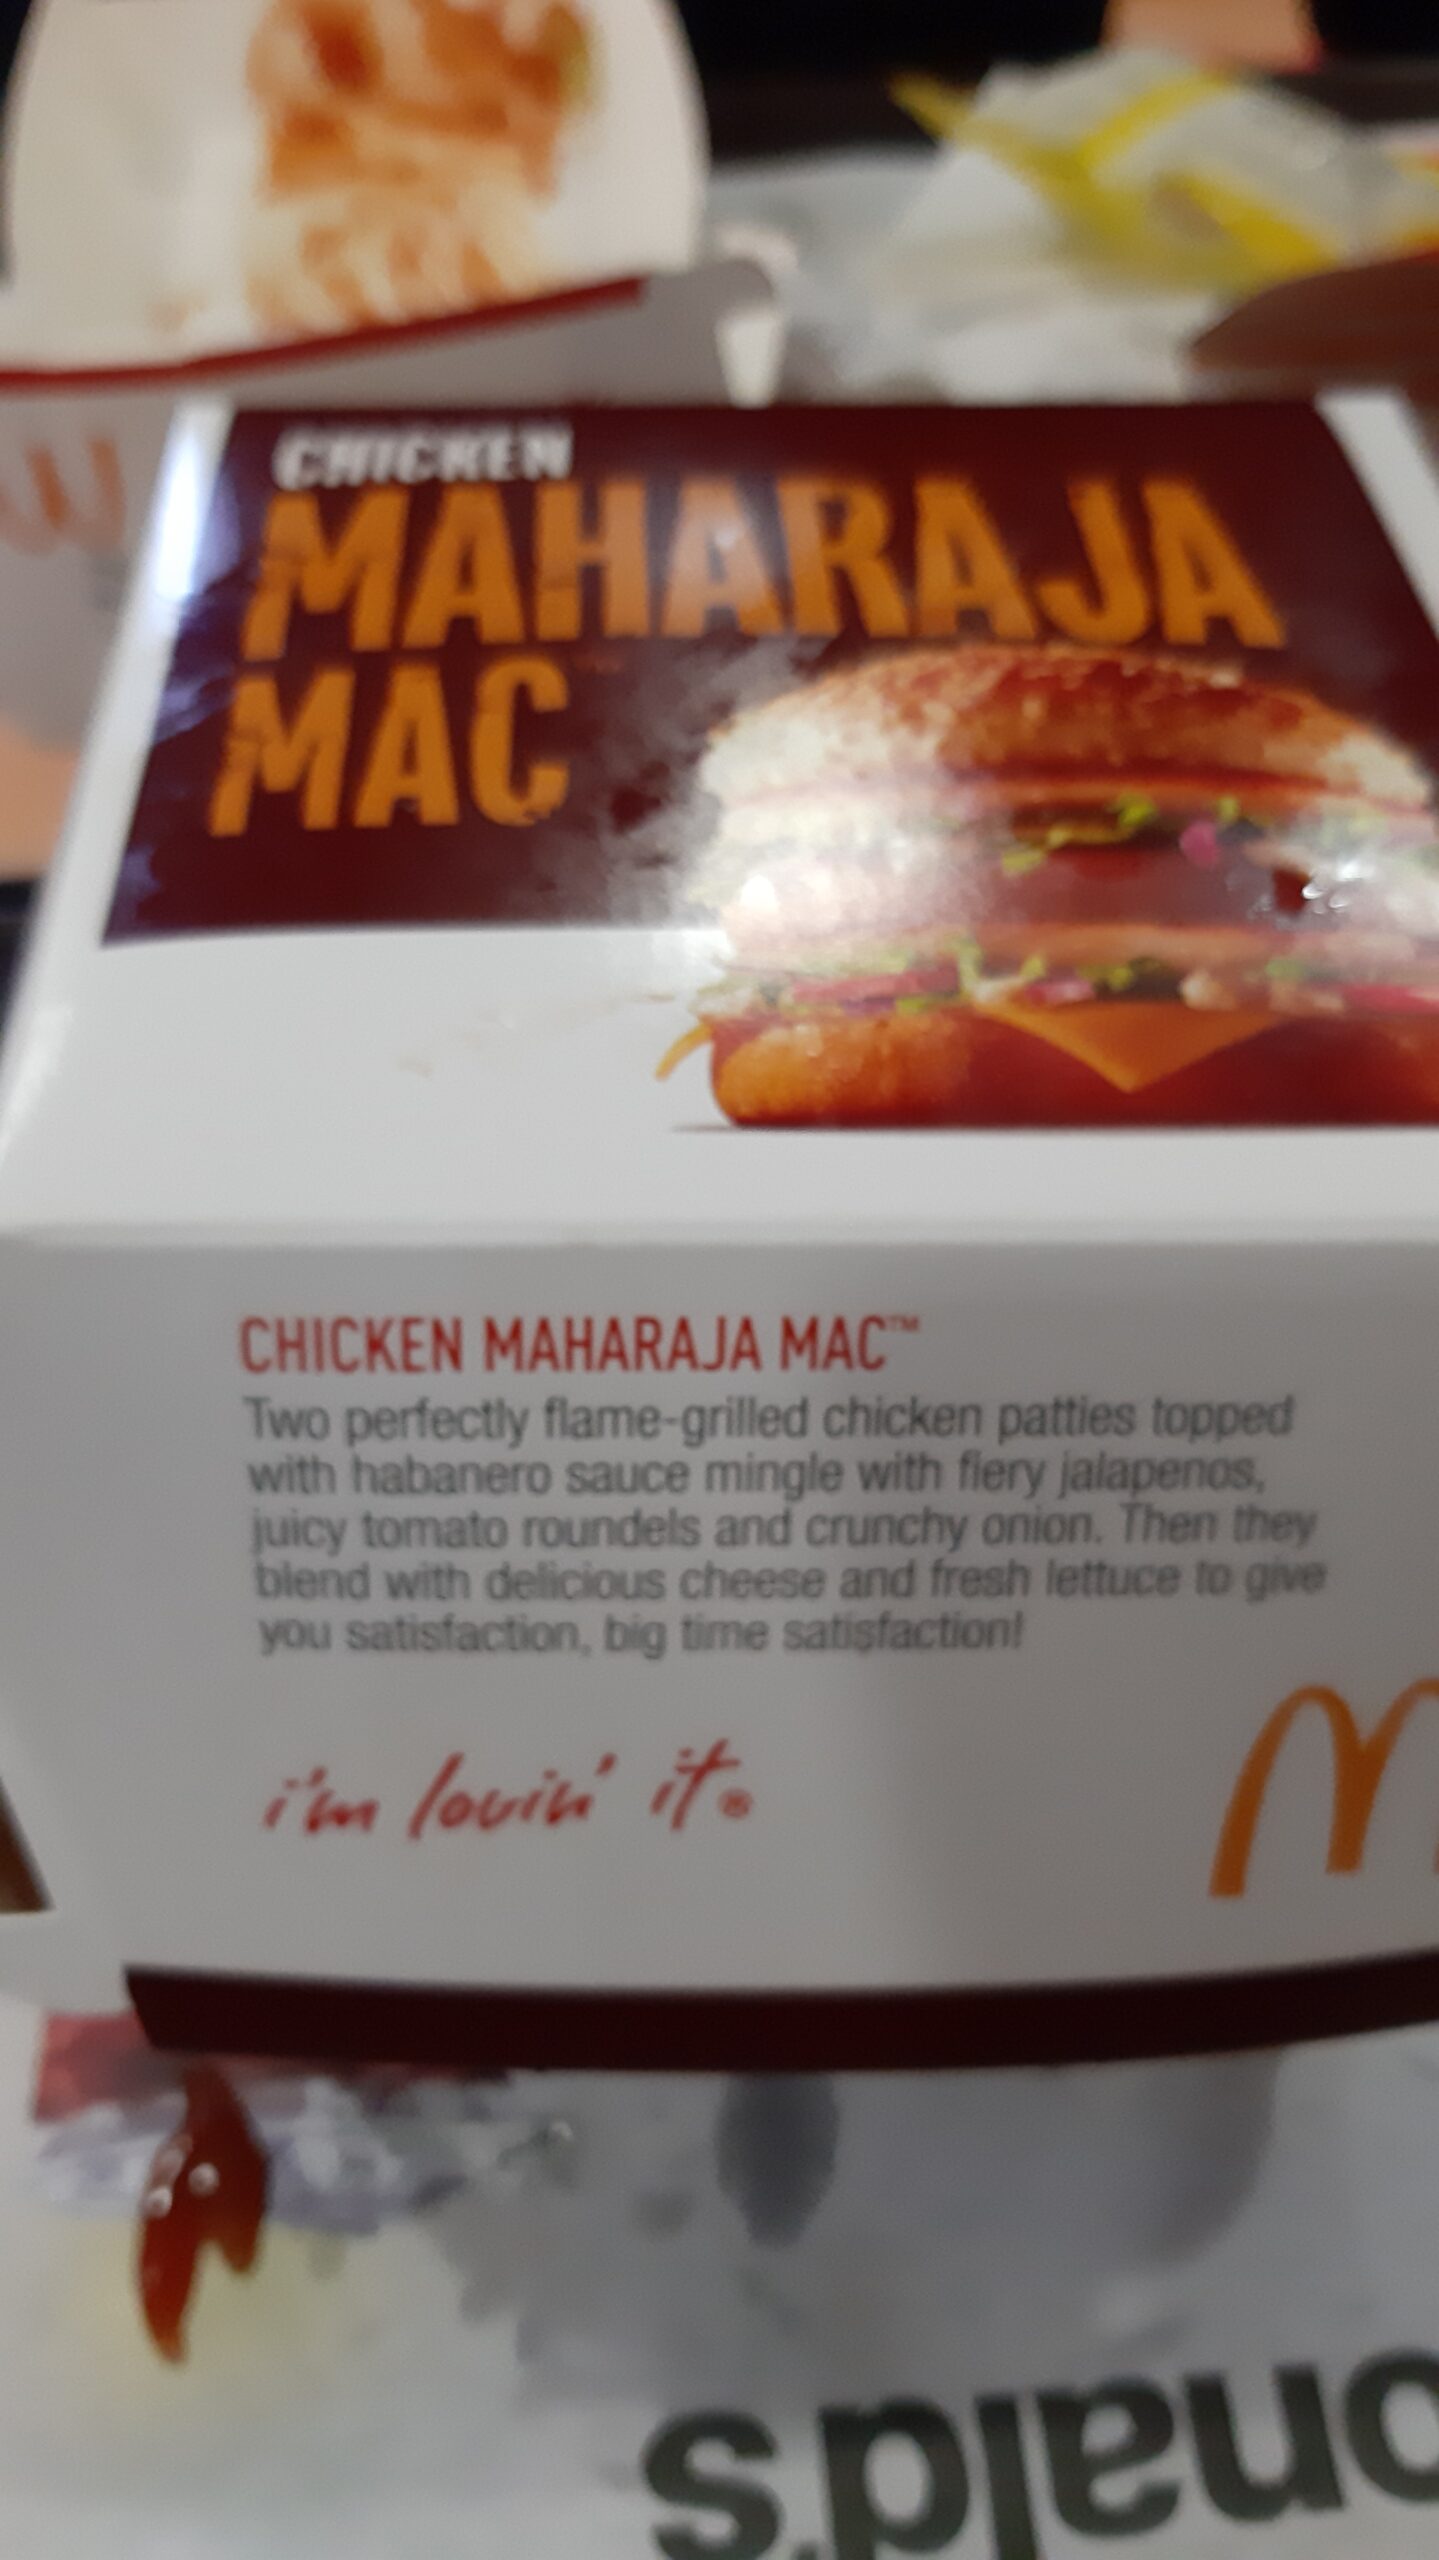 CHICKEN
MAHARAJA
MAC
CHICKEN MAHARAJA MAC™
Two perfectly flame-grilled chicken patties topped
with habanero sauce mingle with fiery jalapenos,
juicy tomato roundels and crunchy onion. Then they
blend with delicious cheese and fresh lettuce to give
you satisfaction, big time satisfaction!
i'm lovin' it®
onald's